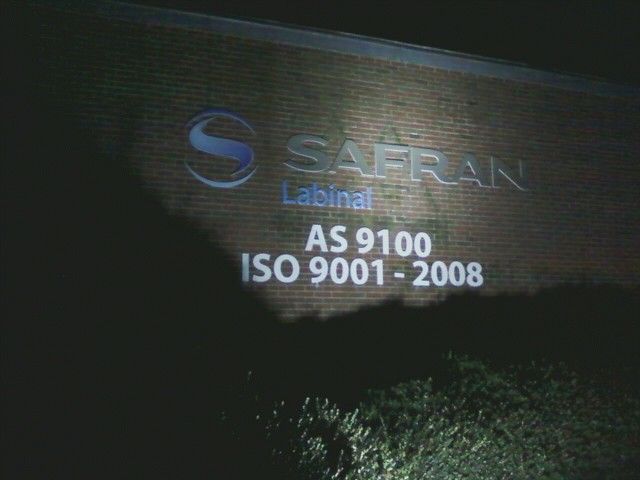 SAFRAN
Labinal
AS 9100
ISO 9001 - 2008